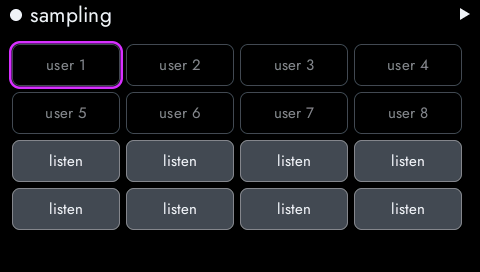 sampling
user 1 user 2 user 3 user 4
user 5 user 6 user 7 user 8
listen listen listen listen
listen listen listen listen